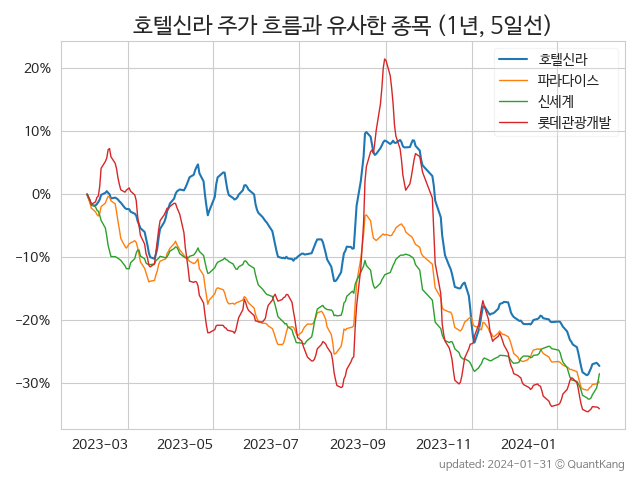 호텔신라 주가 흐름과 유사한 종목 (1년, 5일선)
호텔신라
파라다이스
신세계
롯데관광개발
20%
10%
0%
−10%
−20%
−30%
2023-03 2023-05 2023-07 2023-09 2023-11 2024-01
updated: 2024-01-31 © QuantKang